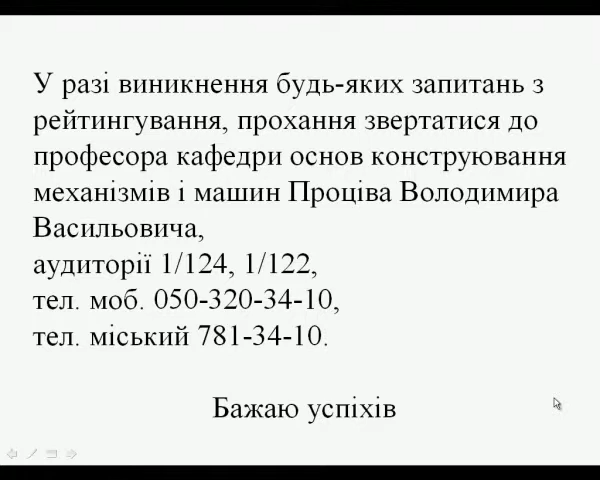 У разі виникнення будь-яких запитань з
рейтингування, прохання звертатися до
професора кафедри основ конструювання
механізмів і машин Проціва Володимира
Васильовича,
аудиторії 1/124, 1/122,
тел. моб. 050-320-34-10,
тел. міський 781-34-10.
Бажаю успіхів